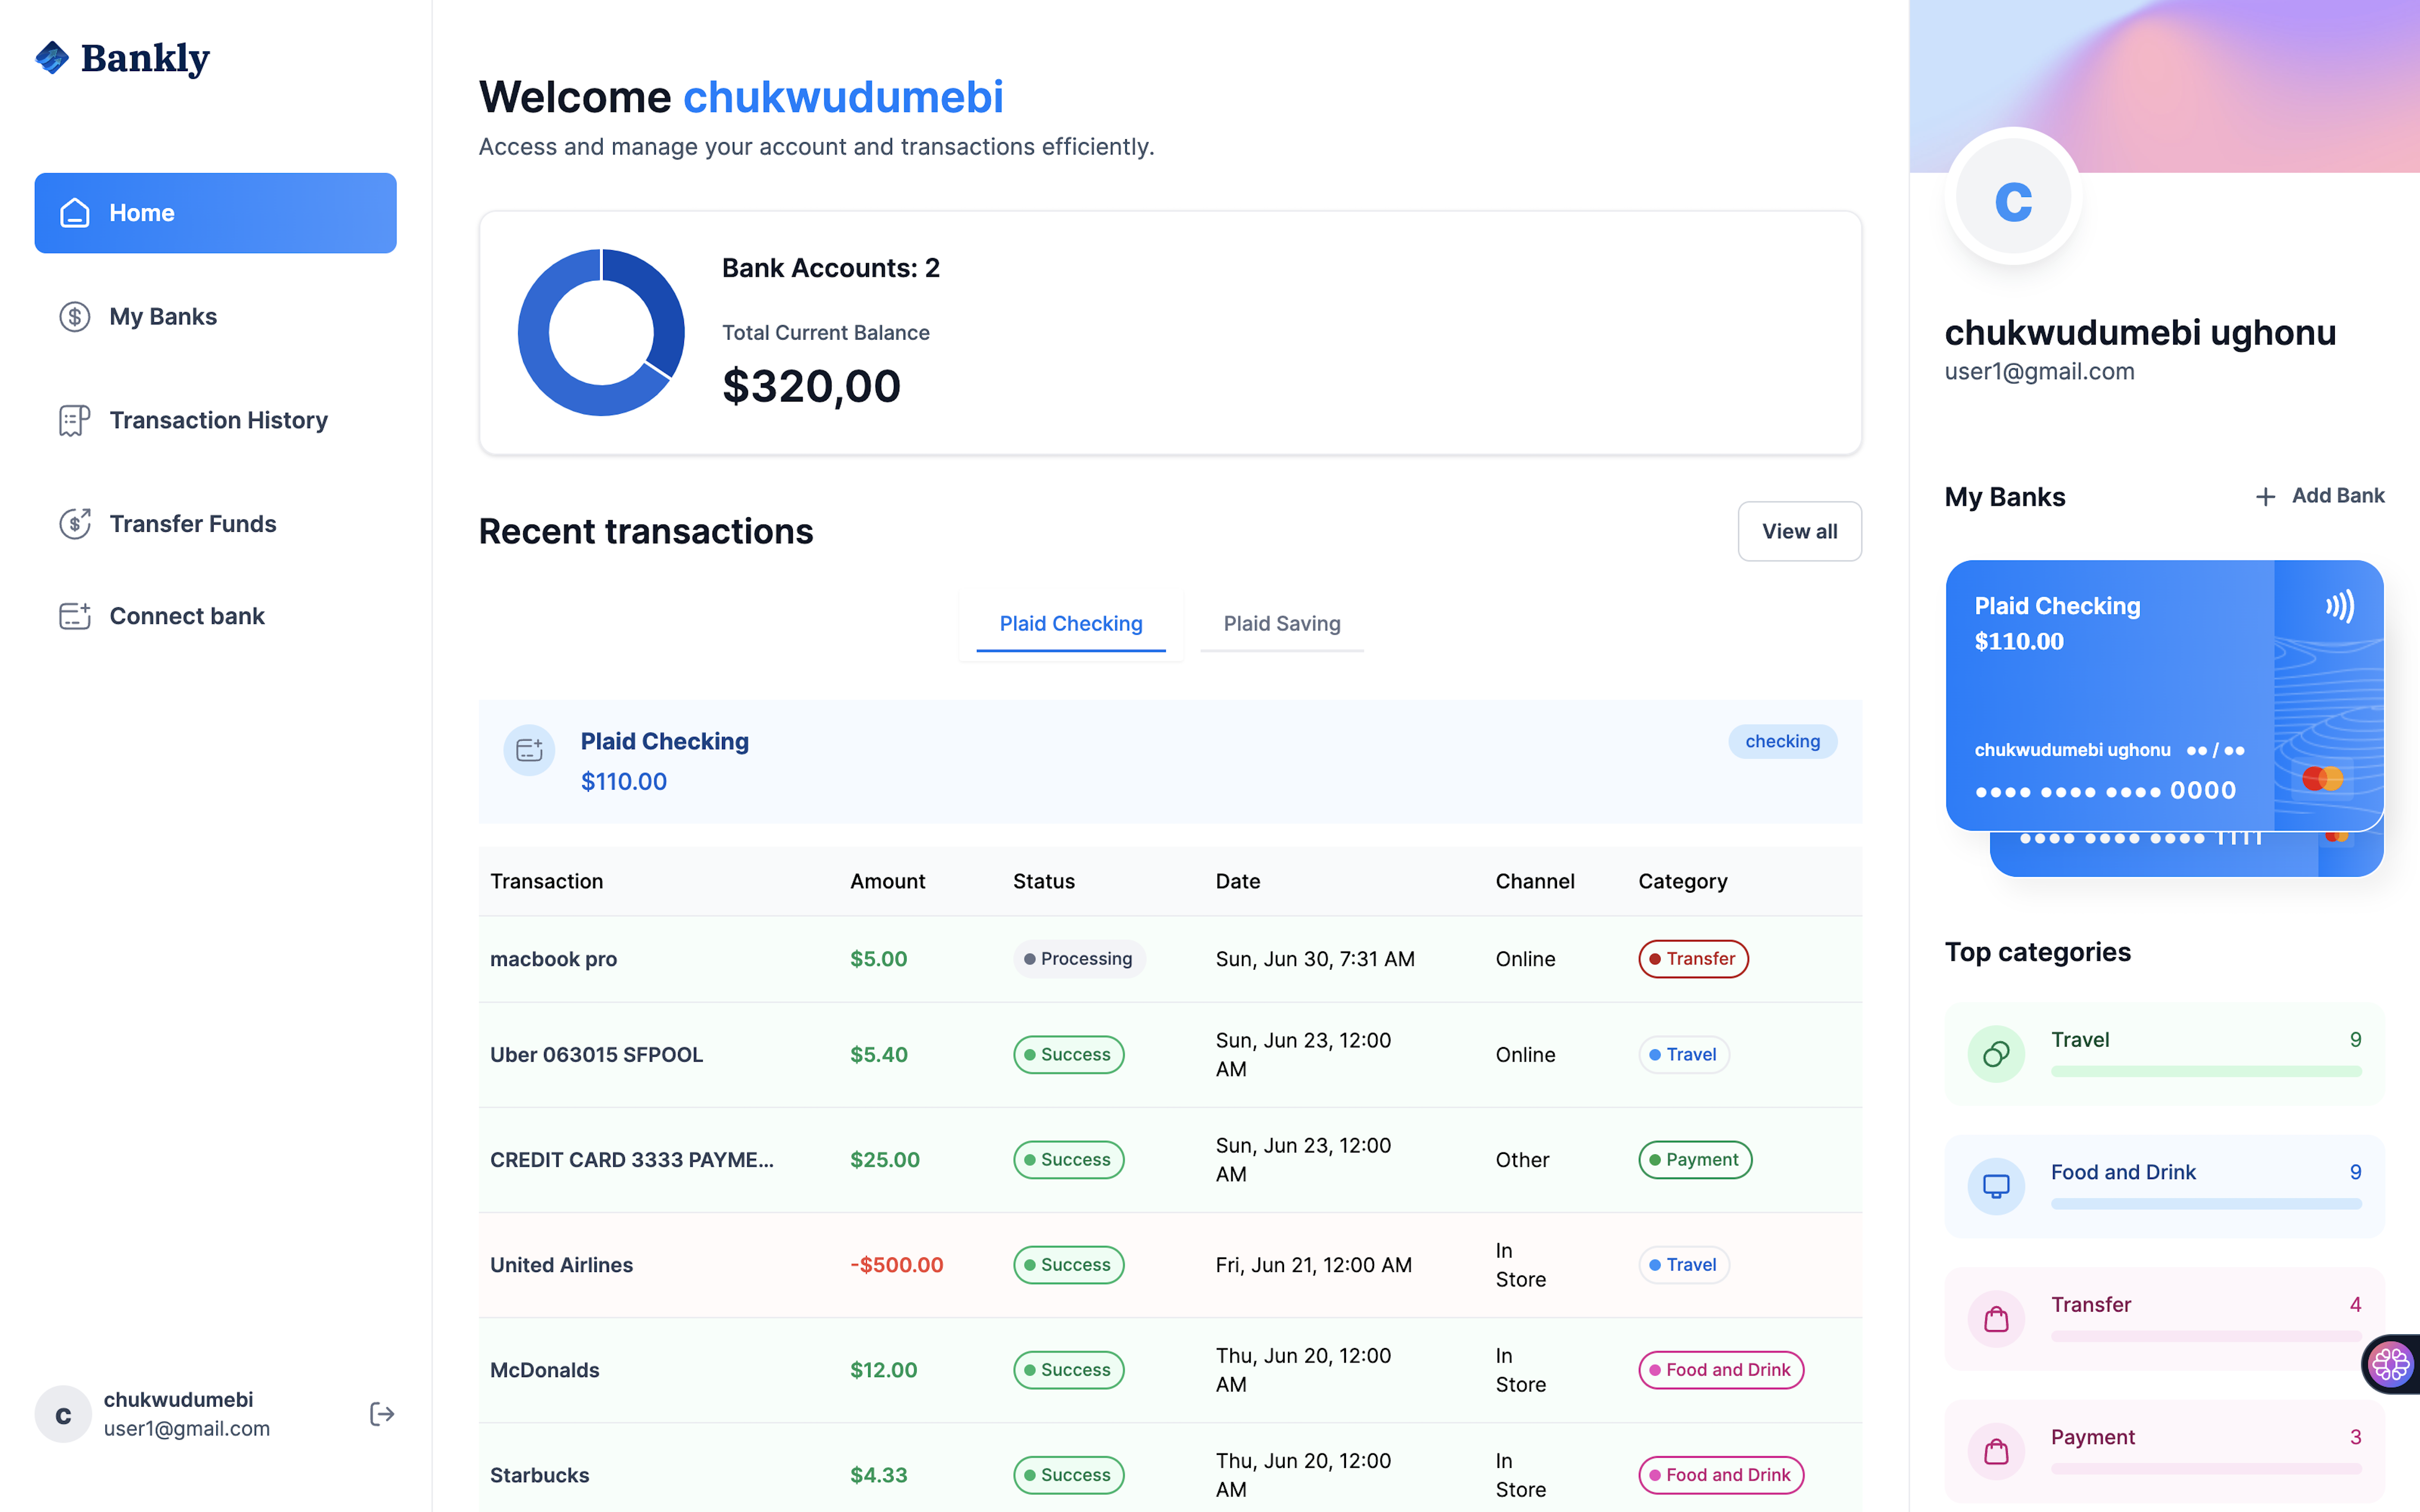 Bankly
Home
My Banks
Transaction History
Transfer Funds
Connect bank
c
chukwudumebi
user1@gmail.com
Welcome chukwudumebi
Access and manage your account and transactions efficiently.
Bank Accounts: 2
Total Current Balance
$320,00
Recent transactions
View all
Plaid Checking Plaid Saving
Plaid Checking
$110.00
checking
Transaction Amount Status Date Channel Category
macbook pro $5.00 Processing Sun, Jun 30, 7:31 AM Online Transfer
Uber 063015 SFPOOL $5.40 Success Sun, Jun 23, 12:00
AM
Online Travel
CREDIT CARD 3333 PAYME... $25.00 Success Sun, Jun 23, 12:00
AM
Other Payment
United Airlines -$500.00 Success Fri, Jun 21, 12:00 AM In
Store
Travel
McDonalds $12.00 Success Thu, Jun 20, 12:00
AM
In
Store
Food and Drink
Starbucks $4.33 Success Thu, Jun 20, 12:00
AM
In
Store
Food and Drink
c
chukwudumebi ughonu
user1@gmail.com
My Banks
+ Add Bank
Plaid Checking
$110.00
chukwudumebi ughonu ●● / ●●
●●●● ●●●● ●●●● 0000
Top categories
Travel 9
Food and Drink 9
Transfer 4
Payment 3